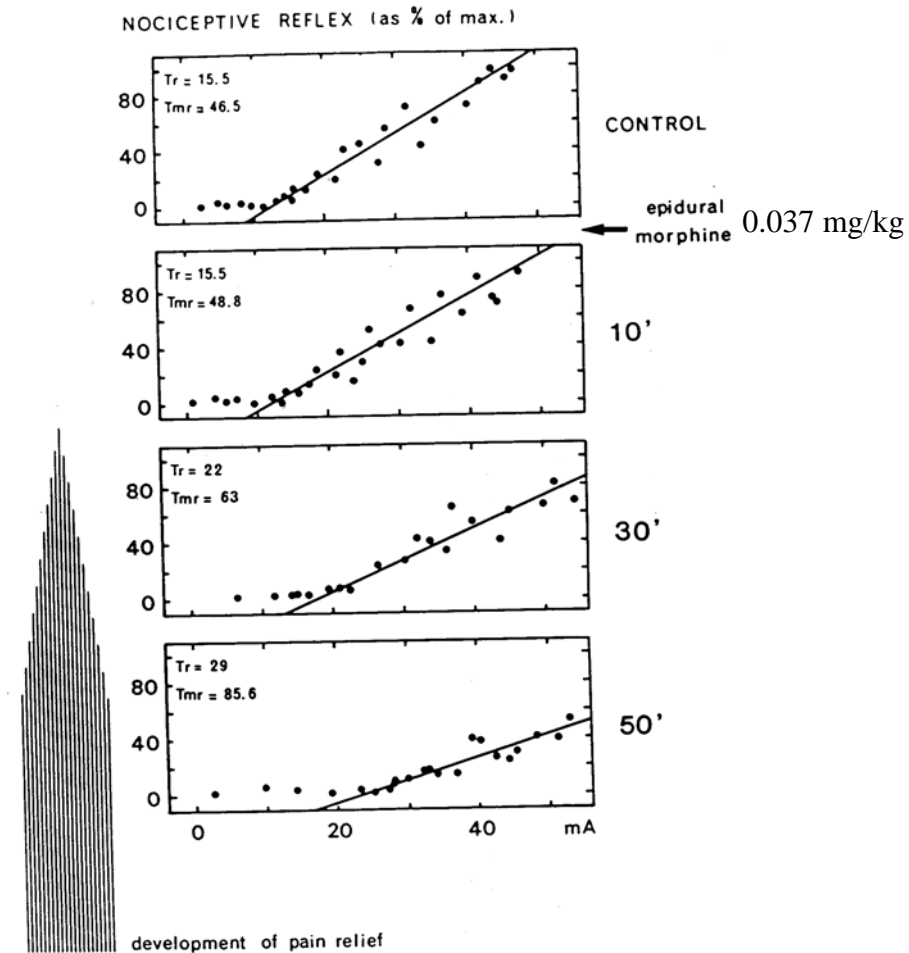 NOCICEPTIVE REFLEX (as % of max.)
Tr = 15.5
Tmr = 46.5
80
40
0
CONTROL
epidural
morphine 0.037 mg/kg
Tr = 15.5
Tmr = 48.8
80
40
0
10'
Tr = 22
Tmr = 63
80
40
0
30'
Tr = 29
Tmr = 85.6
80
40
0
50'
0 20 40 mA
development of pain relief